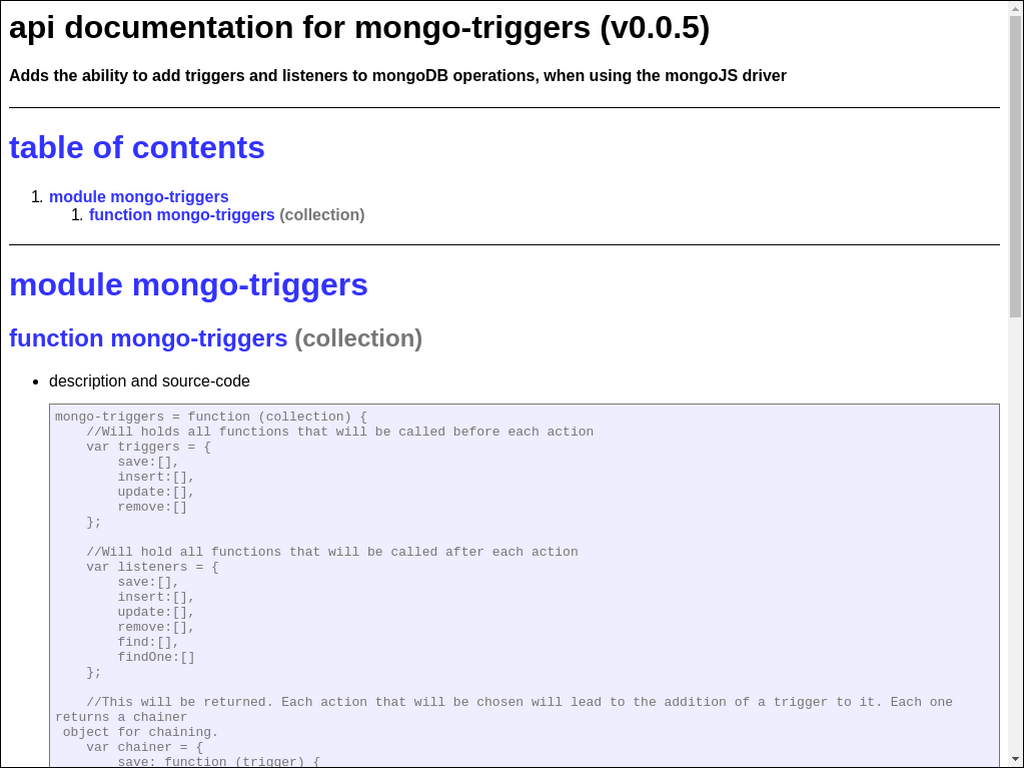 api documentation for mongo-triggers (v0.0.5)
Adds the ability to add triggers and listeners to mongoDB operations, when using the mongoJS driver
table of contents
1. module mongo-triggers
1. function mongo-triggers (collection)
module mongo-triggers
function mongo-triggers (collection)
• description and source-code
mongo-triggers = function (collection) {
    //Will holds all functions that will be called before each action
    var triggers = {
        save:[],
        insert:[],
        update:[],
        remove:[]
    };

    //Will hold all functions that will be called after each action
    var listeners = {
        save:[],
        insert:[],
        update:[],
        remove:[],
        find:[],
        findOne:[]
    };

    //This will be returned. Each action that will be chosen will lead to the addition of a trigger to it. Each one
returns a chainer
 object for chaining.
    var chainer = {
        save: function (trigger) {